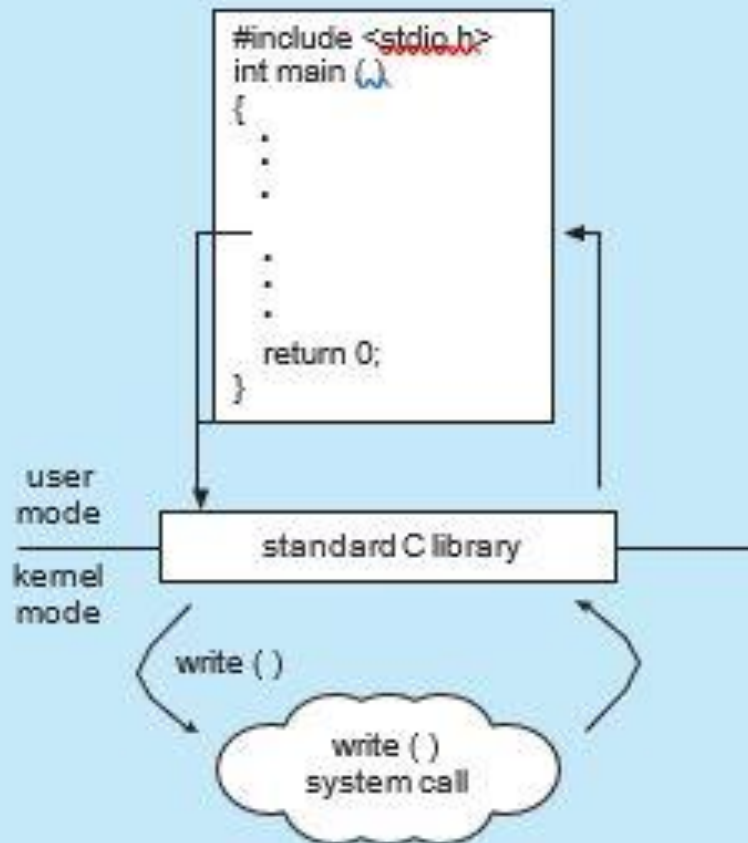 #include <stdio.h>
int main ( )
{
.
.
.
.
.
.
return 0;
}
user
mode
standard C library
kernel
mode
write ( )
write ( )
system call